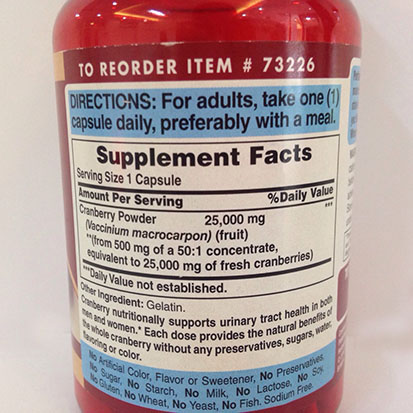 TO REORDER ITEM # 73226
DIRECTIONS: For adults, take one (1)
capsule daily, preferably with a meal.
Supplement Facts
Serving Size 1 Capsule
Amount Per Serving %Daily Value
Cranberry Powder 25,000 mg ***
(Vaccinium macrocarpon) (fruit)
**(from 500 mg of a 50:1 concentrate,
equivalent to 25,000 mg of fresh cranberries)
***Daily Value not established.
Other Ingredient: Gelatin.
Cranberry nutritionally supports urinary tract health in both
men and women.* Each dose provides the natural benefits of
the whole cranberry without any preservatives, sugars, water,
flavoring or color.
No Artificial Color, Flavor or Sweetener, No Preservatives,
No Sugar, No Starch, No Milk, No Lactose, No Soy,
No Gluten, No Wheat, No Yeast, No Fish. Sodium Free.